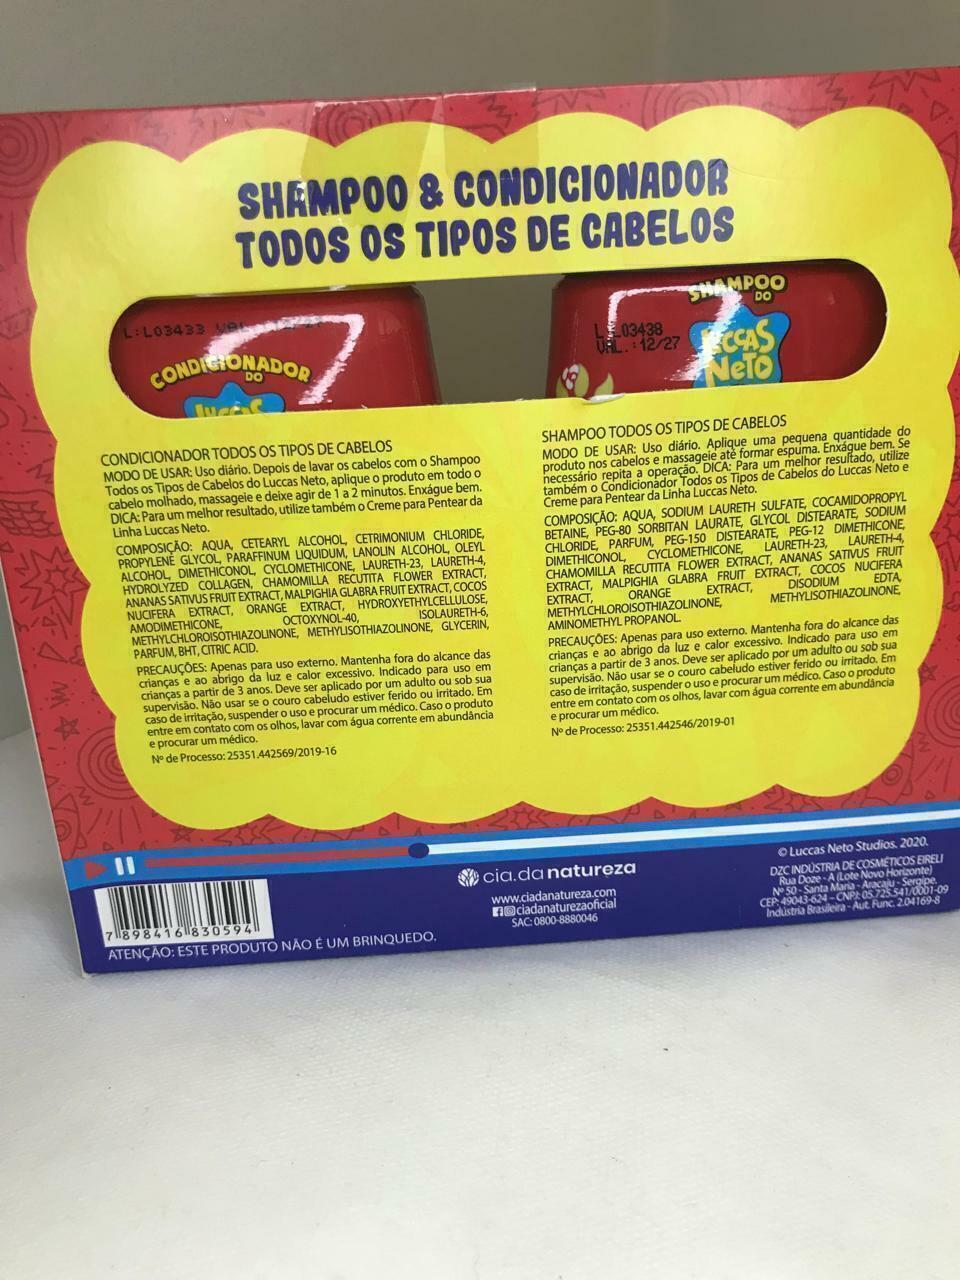 SHAMPOO & CONDICIONADOR
TODOS OS TIPOS DE CABELOS
L:L03433 VAL.:12/27
CONDICIONADOR
DO
LUCCAS
SHAMPOO
DO
L:L03438
VAL.:12/27
LUCCAS
NETO
CONDICIONADOR TODOS OS TIPOS DE CABELOS
MODO DE USAR: Uso diário. Depois de lavar os cabelos com o Shampoo
Todos os Tipos de Cabelos do Luccas Neto, aplique o produto em todo o
cabelo molhado, massageie e deixe agir de 1 a 2 minutos. Enxágue bem.
DICA: Para um melhor resultado, utilize também o Creme para Pentear da
Linha Luccas Neto.
COMPOSIÇÃO: AQUA, CETEARYL ALCOHOL, CETRIMONIUM CHLORIDE,
PROPYLENE GLYCOL, PARAFFINUM LIQUIDUM, LANOLIN ALCOHOL, OLEYL
ALCOHOL, DIMETHICONOL, CYCLOMETHICONE, LAURETH-23, LAURETH-4,
HYDROLYZED COLLAGEN, CHAMOMILLA RECUTITA FLOWER EXTRACT,
ANANAS SATIVUS FRUIT EXTRACT, MALPIGHIA GLABRA FRUIT EXTRACT, COCOS
NUCIFERA EXTRACT, ORANGE EXTRACT, HYDROXYETHYLCELLULOSE,
AMODIMETHICONE, OCTOXYNOL-40, ISOLAURETH-6,
METHYLCHLOROISOTHIAZOLINONE, METHYLISOTHIAZOLINONE, GLYCERIN,
PARFUM, BHT, CITRIC ACID.
PRECAUÇÕES: Apenas para uso externo. Mantenha fora do alcance das
crianças e ao abrigo da luz e calor excessivo. Indicado para uso em
crianças a partir de 3 anos. Deve ser aplicado por um adulto ou sob sua
supervisão. Não usar se o couro cabeludo estiver ferido ou irritado. Em
caso de irritação, suspender o uso e procurar um médico. Caso o produto
entre em contato com os olhos, lavar com água corrente em abundância
e procurar um médico.
Nº de Processo: 25351.442569/2019-16
SHAMPOO TODOS OS TIPOS DE CABELOS
MODO DE USAR: Uso diário. Aplique uma pequena quantidade do
produto nos cabelos e massageie até formar espuma. Enxágue bem. Se
necessário repita a operação. DICA: Para um melhor resultado, utilize
também o Condicionador Todos os Tipos de Cabelos do Luccas Neto e
Creme para Pentear da Linha Luccas Neto.
COMPOSIÇÃO: AQUA, SODIUM LAURETH SULFATE, COCAMIDOPROPYL
BETAINE, PEG-80 SORBITAN LAURATE, GLYCOL DISTEARATE, SODIUM
CHLORIDE, PARFUM, PEG-150 DISTEARATE, PEG-12 DIMETHICONE,
DIMETHICONOL, CYCLOMETHICONE, LAURETH-23, LAURETH-4,
CHAMOMILLA RECUTITA FLOWER EXTRACT, ANANAS SATIVUS FRUIT
EXTRACT, MALPIGHIA GLABRA FRUIT EXTRACT, COCOS NUCIFERA
EXTRACT, ORANGE EXTRACT, DISODIUM EDTA,
METHYLCHLOROISOTHIAZOLINONE, METHYLISOTHIAZOLINONE,
AMINOMETHYL PROPANOL.
PRECAUÇÕES: Apenas para uso externo. Mantenha fora do alcance das
crianças e ao abrigo da luz e calor excessivo. Indicado para uso em
crianças a partir de 3 anos. Deve ser aplicado por um adulto ou sob sua
supervisão. Não usar se o couro cabeludo estiver ferido ou irritado. Em
caso de irritação, suspender o uso e procurar um médico. Caso o produto
entre em contato com os olhos, lavar com água corrente em abundância
e procurar um médico.
Nº de Processo: 25351.442546/2019-01
7 898416 830594
ATENÇÃO: ESTE PRODUTO NÃO É UM BRINQUEDO.
cia.da natureza
www.ciadanatureza.com
ciadanaturezaoficial
SAC: 0800-8880046
© Luccas Neto Studios. 2020.
DZC INDÚSTRIA DE COSMÉTICOS EIRELI
Rua Doze - A (Lote Novo Horizonte)
Nº 50 - Santa Maria - Aracaju - Sergipe.
CEP: 49043-624 – CNPJ: 05.725.541/0001-09
Indústria Brasileira - Aut. Func. 2.04169-8